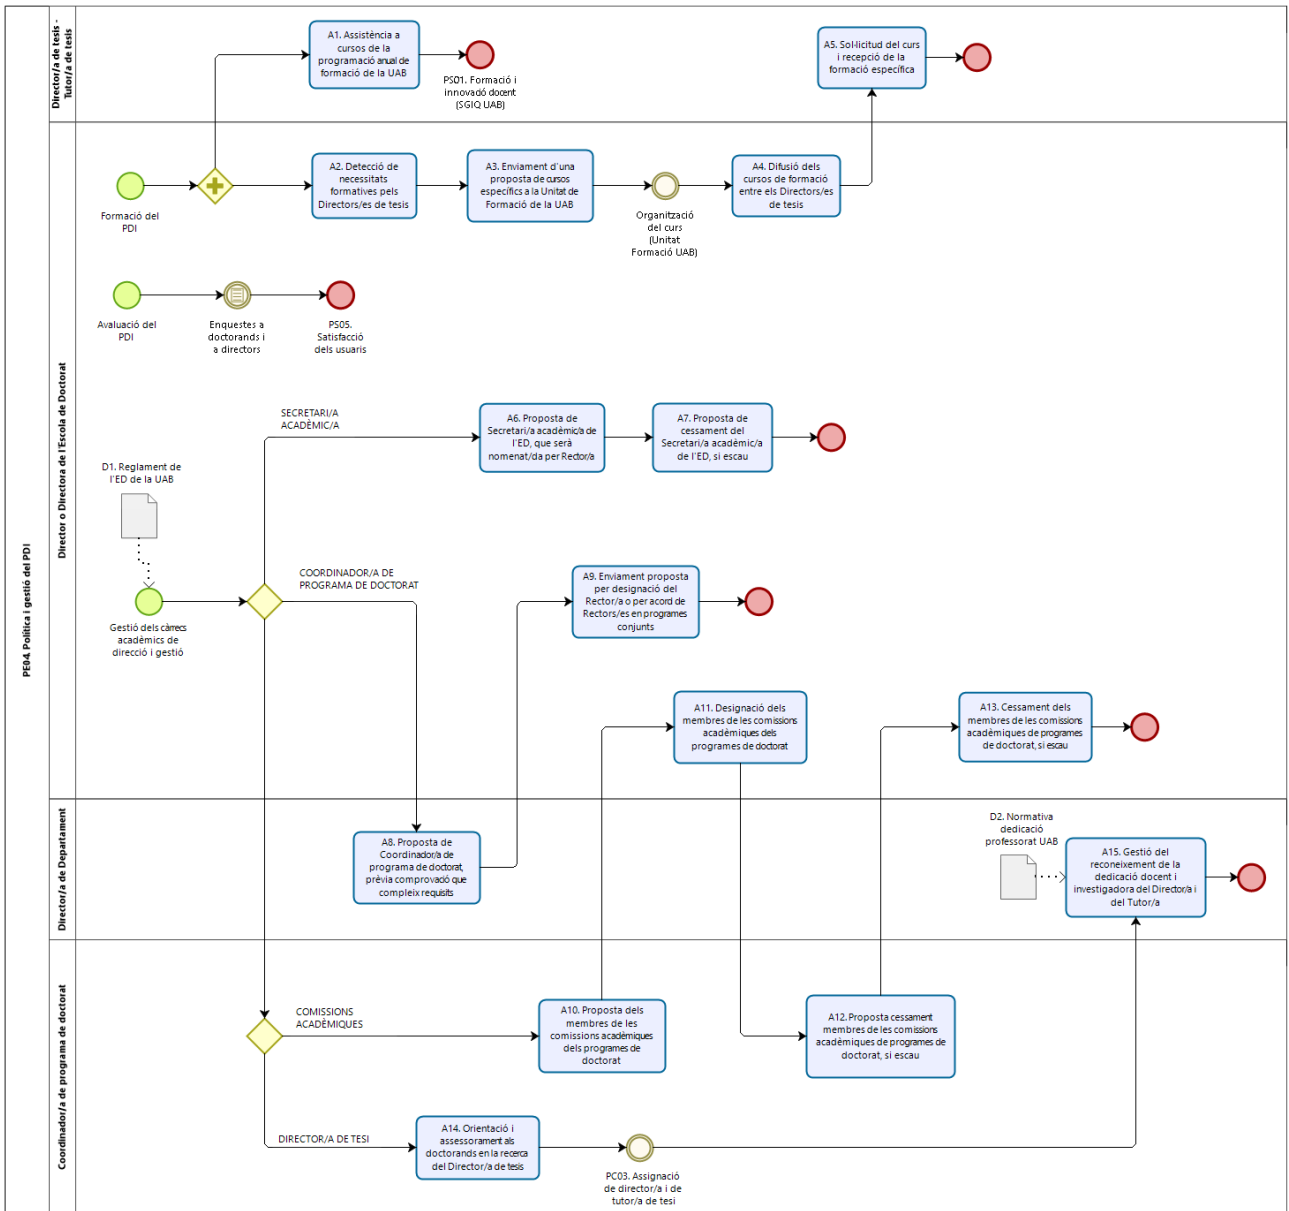 PE04. Política i gestió del PDI
Director/a de tesis -
Tutor/a de tesis
A1. Assistència a
cursos de la
programació anual de
formació de la UAB
PS01. Formació i
innovadó docent
(SGIQ UAB)
A5. Sol·licitud del curs
i recepció de la
formació específica
Director o Directora de l'Escola de Doctorat
Formació del
PDI
A2. Detecció de
necessitats
formatives pels
Directors/es de tesis
A3. Enviament d'una
proposta de cursos
específics a la Unitat de
Formació de la UAB
Organització
del curs
(Unitat
Formació UAB)
A4. Difusió dels
cursos de formació
entre els Directors/es
de tesis
Avaluació del
PDI
Enquestes a
doctorands i
a directors
PS05.
Satisfacció
dels usuaris
SECRETARI/A
ACADÈMIC/A
A6. Proposta de
Secretari/a acadèmic/a de
l'ED, que serà
nomenat/da per Rector/a
A7. Proposta de
cessament del
Secretari/a acadèmic/a
de l'ED, si escau
D1. Reglament de
l'ED de la UAB
Gestió dels càrrecs
acadèmics de
direcció i gestió
COORDINADOR/A DE
PROGRAMA DE DOCTORAT
A9. Enviament proposta
per designació del
Rector/a o per acord de
Rectors/es en programes
conjunts
A11. Designació dels
membres de les comissions
acadèmiques dels
programes de doctorat
A13. Cessament dels
membres de les comissions
acadèmiques de programes
de doctorat, si escau
Director/a de Departament
A8. Proposta de
Coordinador/a de
programa de doctorat,
prèvia comprovació que
compleix requisits
D2. Normativa
dedicació
professorat UAB
A15. Gestió del
reconeixement de la
dedicació docent i
investigadora del Director/a i
del Tutor/a
Coordinador/a de programa de doctorat
COMISSIONS
ACADÈMIQUES
A10. Proposta dels
membres de les
comissions acadèmiques
dels programes de
doctorat
A12. Proposta cessament
membres de les comissions
acadèmiques de programes de
doctorat, si escau
DIRECTOR/A DE TESI
A14. Orientació i
assessorament als
doctorands en la recerca
del Director/a de tesis
PC03. Assignació
de director/a i de
tutor/a de tesi